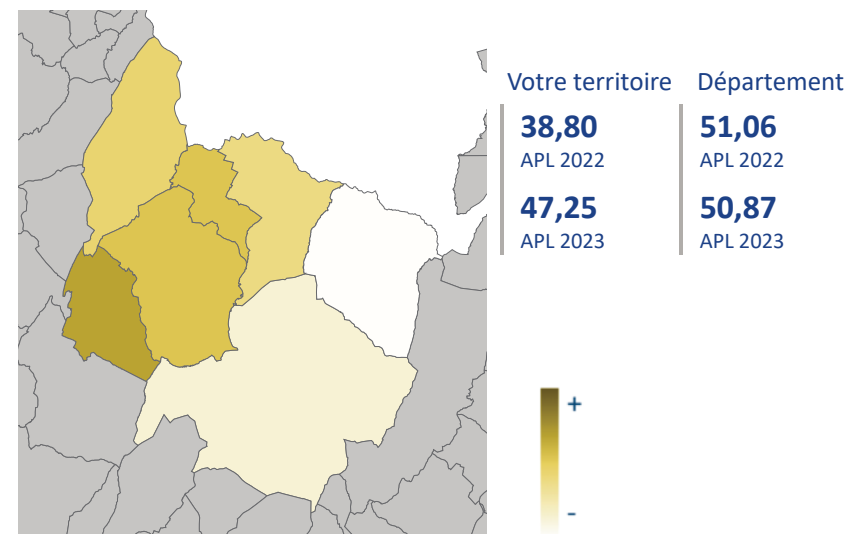 Votre territoire Département
38,80 51,06
APL 2022 APL 2022
47,25 50,87
APL 2023 APL 2023
+
-